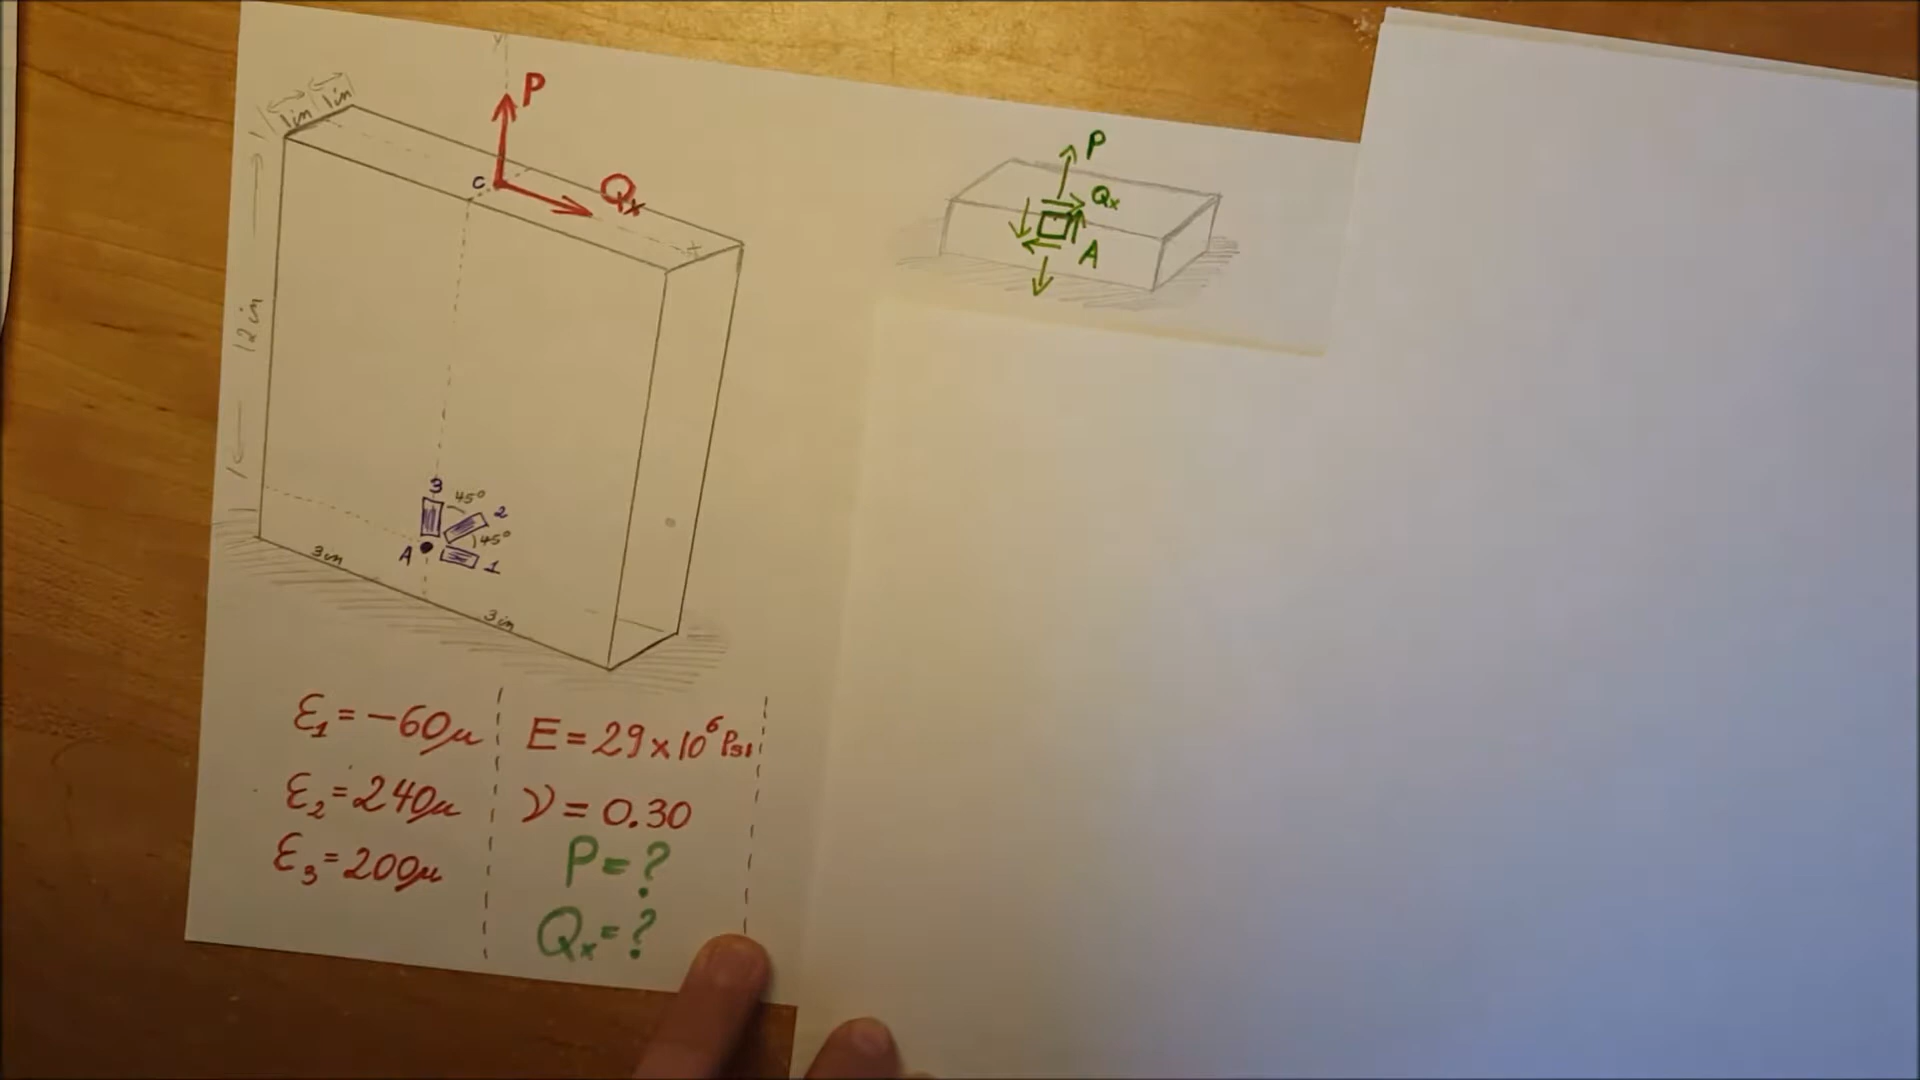 y
P
1in
1in
C
Qx
x
12in
3
45°
2
45°
A
1
3in
3in
ε1 = -60μ
ε2 = 240μ
ε3 = 200μ
E = 29 x 10^6 Psi
ν = 0.30
P = ?
Qx = ?
P
Qx
A